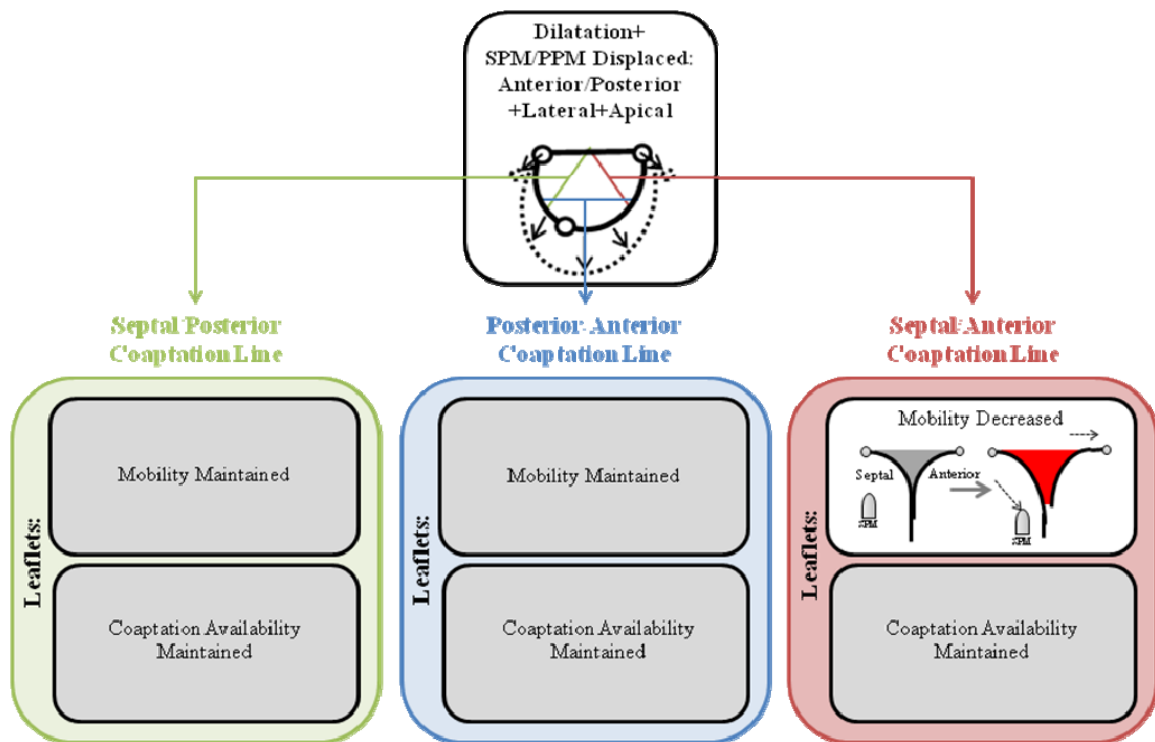 Dilatation+
SPM/PPM Displaced:
Anterior/Posterior
+Lateral+Apical
Septal/Posterior
Coaptation Line
Posterior-Anterior
Coaptation Line
Septal/Anterior
Coaptation Line
Leaflets:
Mobility Maintained
Coaptation Availability
Maintained
Leaflets:
Mobility Maintained
Coaptation Availability
Maintained
Leaflets:
Mobility Decreased
Septal
Anterior
SPM
SPM
Coaptation Availability
Maintained